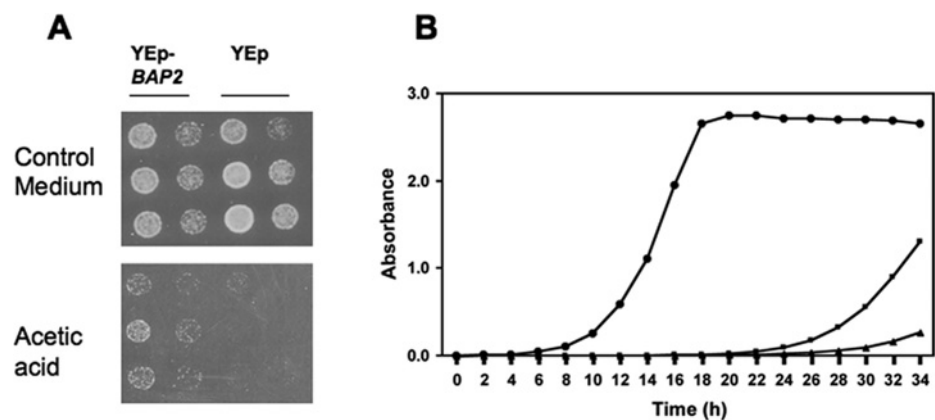 A
YEp-
BAP2
YEp
Control
Medium
Acetic
acid
B
3.0
2.0
1.0
0.0
Absorbance
0 2 4 6 8 10 12 14 16 18 20 22 24 26 28 30 32 34
Time (h)